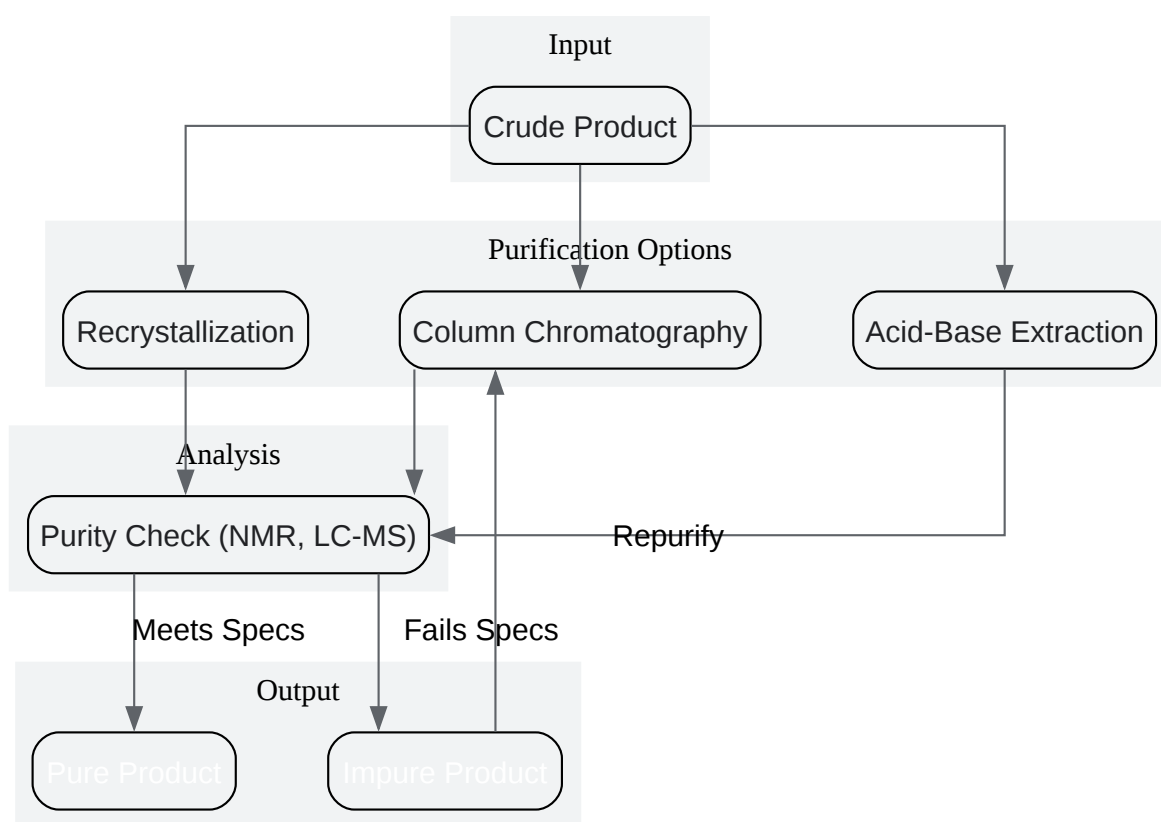 Input
Crude Product
Purification Options
Recrystallization
Column Chromatography
Acid-Base Extraction
Analysis
Purity Check (NMR, LC-MS)
Repurify
Meets Specs
Fails Specs
Output
Pure Product
Impure Product